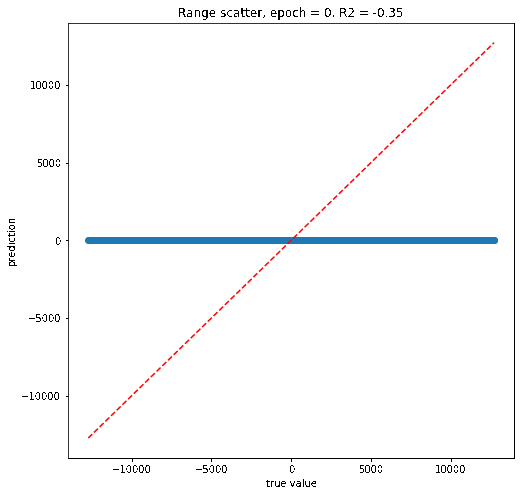 Range scatter, epoch = 0. R2 = -0.35
10000
5000
0
−5000
−10000
prediction
−10000 −5000 0 5000 10000
true value